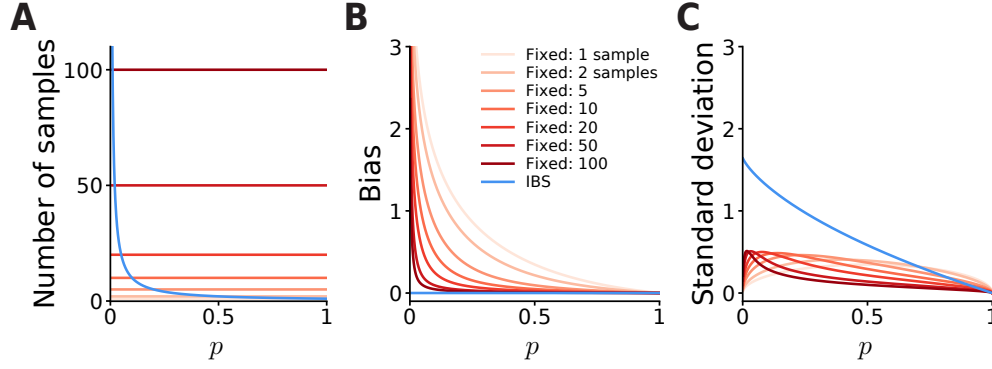 A
Number of samples
100
50
0
0
0.5
1
p
B
Bias
3
2
1
0
0
0.5
1
p
Fixed: 1 sample
Fixed: 2 samples
Fixed: 5
Fixed: 10
Fixed: 20
Fixed: 50
Fixed: 100
IBS
C
Standard deviation
3
2
1
0
0
0.5
1
p